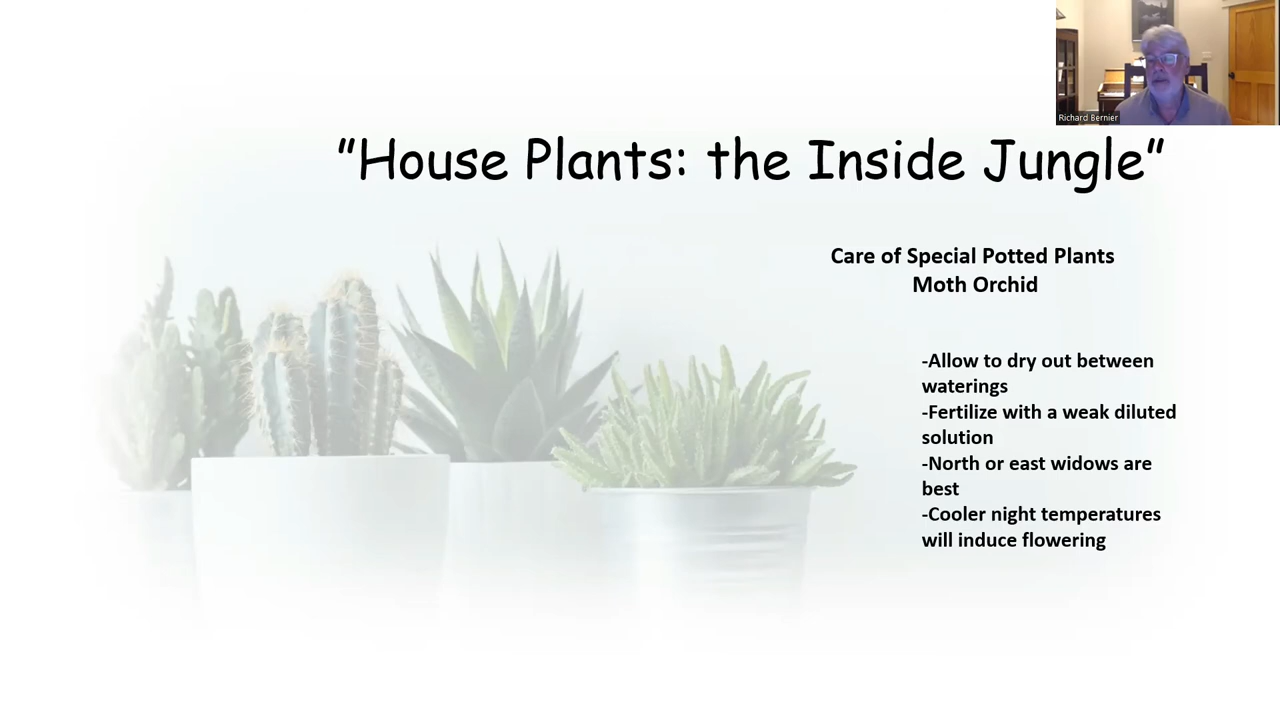 Richard Bernier
"House Plants: the Inside Jungle"
Care of Special Potted Plants
Moth Orchid
-Allow to dry out between
waterings
-Fertilize with a weak diluted
solution
-North or east widows are
best
-Cooler night temperatures
will induce flowering